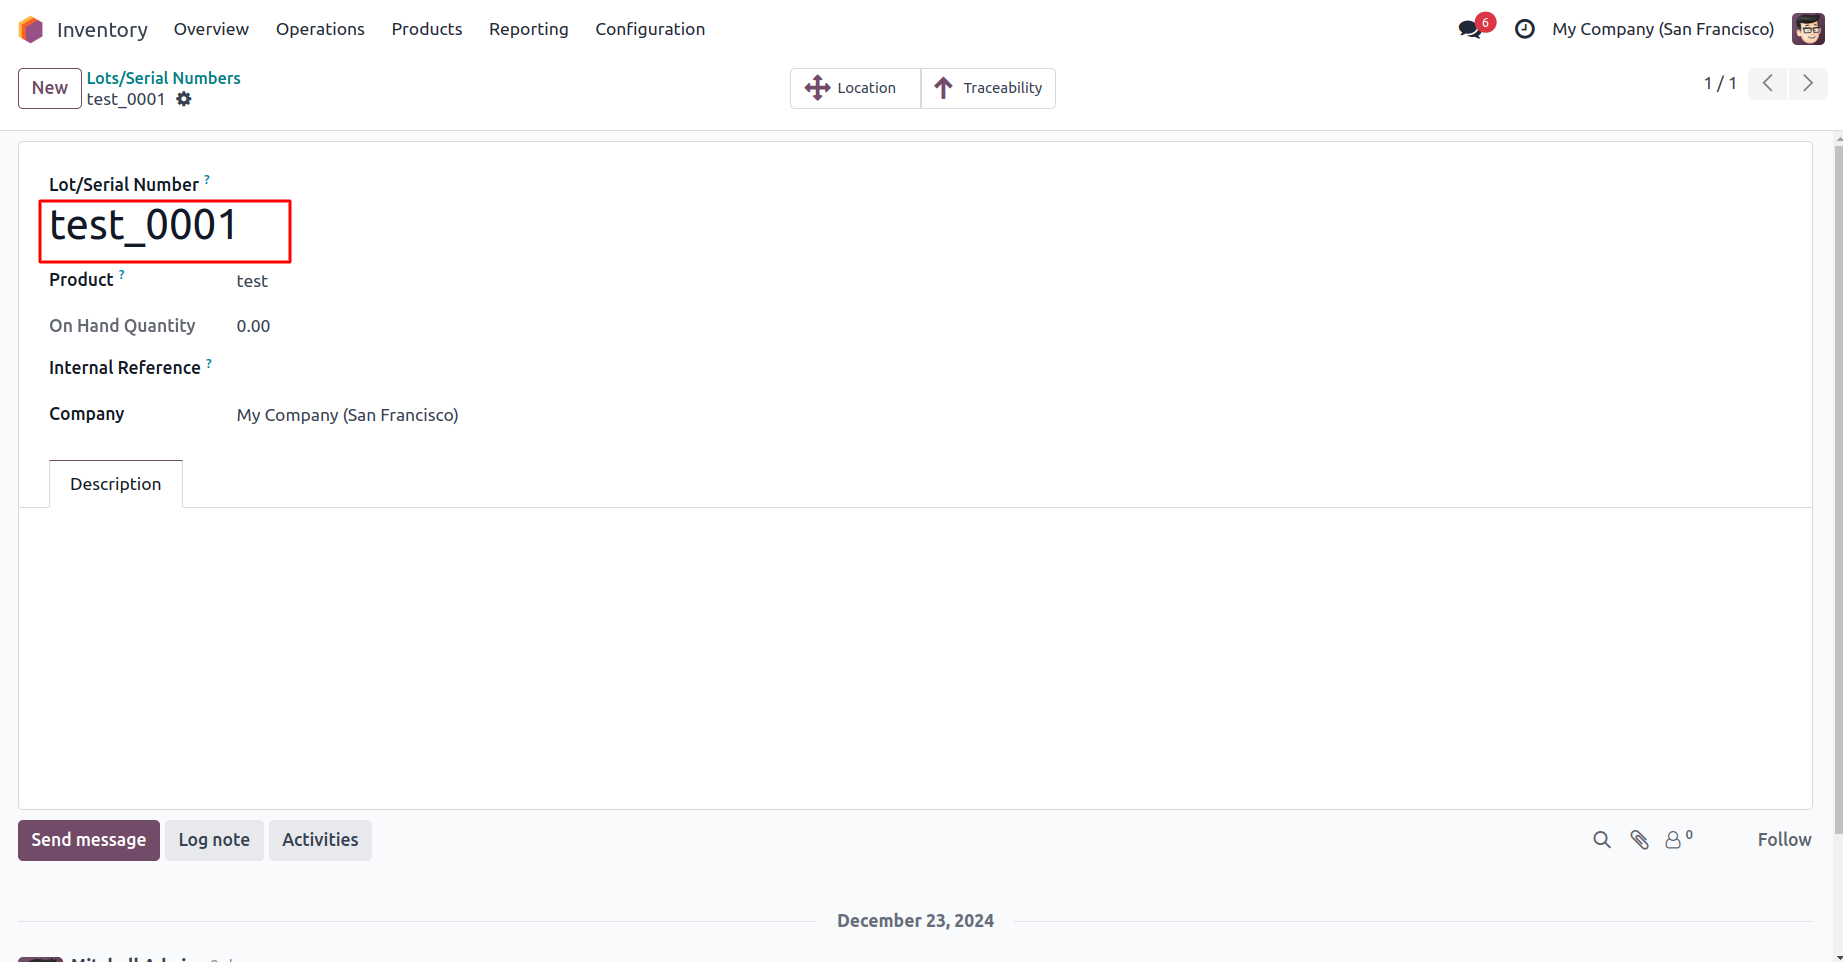 Inventory Overview Operations Products Reporting Configuration 6 My Company (San Francisco)
New Lots/Serial Numbers
test_0001
Location Traceability 1 / 1
Lot/Serial Number ?
test_0001
Product ? test
On Hand Quantity 0.00
Internal Reference ?
Company My Company (San Francisco)
Description
Send message Log note Activities 0 Follow
December 23, 2024